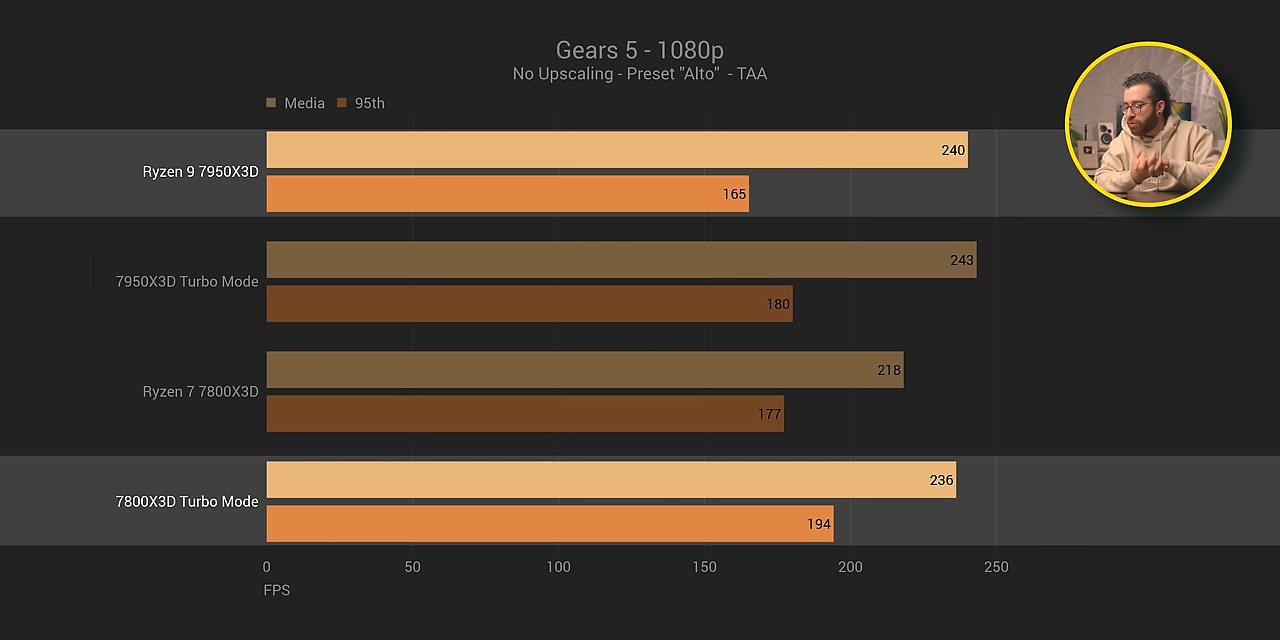 Gears 5 - 1080p
No Upscaling - Preset "Alto" - TAA
Media 95th
Ryzen 9 7950X3D
240
165
7950X3D Turbo Mode
243
180
Ryzen 7 7800X3D
218
177
7800X3D Turbo Mode
236
194
0 50 100 150 200 250
FPS